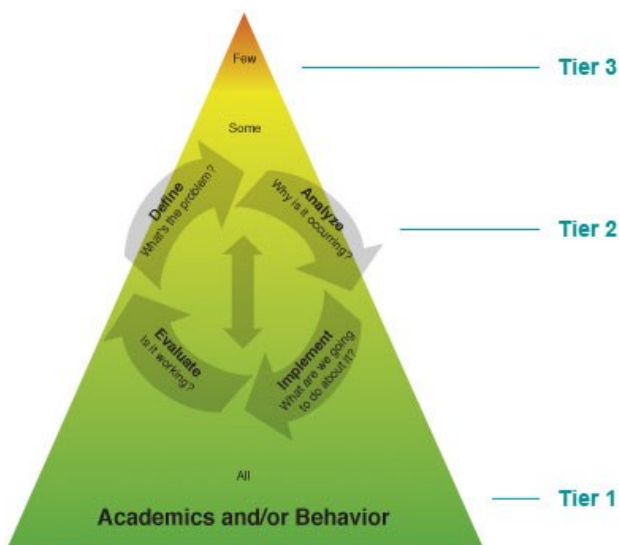 Few
Tier 3
Some
Define
What's the problem?
Analyze
Why is it occurring?
Tier 2
Evaluate
Is it working?
Implement
What are we going
to do about it?
All
Tier 1
Academics and/or Behavior